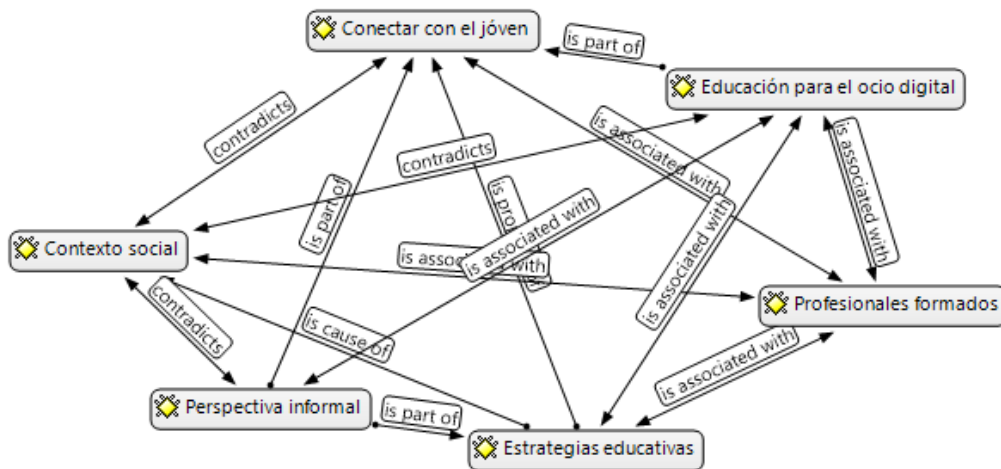 Conectar con el jóven
is part of
Educación para el ocio digital
contradicts
contradicts
is associated with
is associated with
is part of
is associated with
Contexto social
is associated with
is associated with
Profesionales formados
contradicts
is cause of
is associated with
Perspectiva informal
is part of
Estrategias educativas